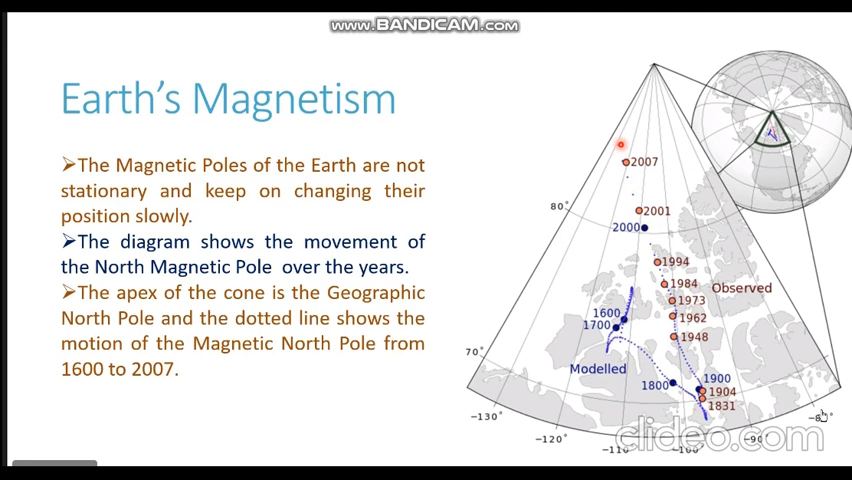 www.BANDICAM.com
Earth's Magnetism
➢The Magnetic Poles of the Earth are not
stationary and keep on changing their
position slowly.
➢The diagram shows the movement of
the North Magnetic Pole over the years.
➢The apex of the cone is the Geographic
North Pole and the dotted line shows the
motion of the Magnetic North Pole from
1600 to 2007.
2007
80°
2001
2000
1994
1984
Observed
1973
1600
1962
1700
1948
70°
Modelled
1800
1900
1904
1831
−130°
−80°
clideo.com
−120°
−90°
−110°
−100°